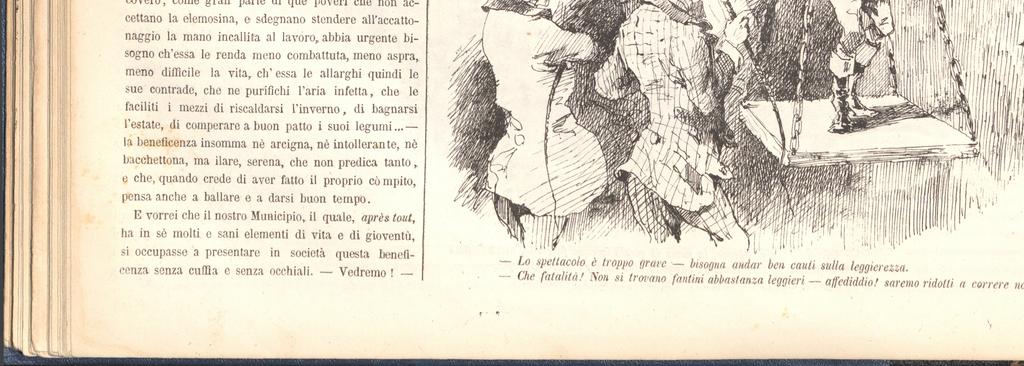 covero, come gran parte di que' poveri che non ac-
cettano la elemosina, e sdegnano stendere all'accatto-
naggio la mano incallita al lavoro, abbia urgente bi-
sogno ch'essa le renda meno combattuta, meno aspra,
meno difficile la vita, ch'essa le allarghi quindi le
sue contrade, che ne purifichi l'aria infetta, che le
faciliti i mezzi di riscaldarsi l'inverno, di bagnarsi
l'estate, di comperare a buon patto i suoi legumi...—
la beneficenza insomma nè arcigna, nè intollerante, nè
bacchettona, ma ilare, serena, che non predica tanto,
e che, quando crede di aver fatto il proprio còmpito,
pensa anche a ballare e a darsi buon tempo.
E vorrei che il nostro Municipio, il quale, après tout,
ha in sè molti e sani elementi di vita e di gioventù,
si occupasse a presentare in società questa benefi-
cenza senza cuffia e senza occhiali. — Vedremo! —
— Lo spettacolo è troppo grave — bisogna andar ben cauti sulla leggierezza.
— Che fatalità! Non si trovano fantini abbastanza leggieri — affediddio! saremo ridotti a correre no